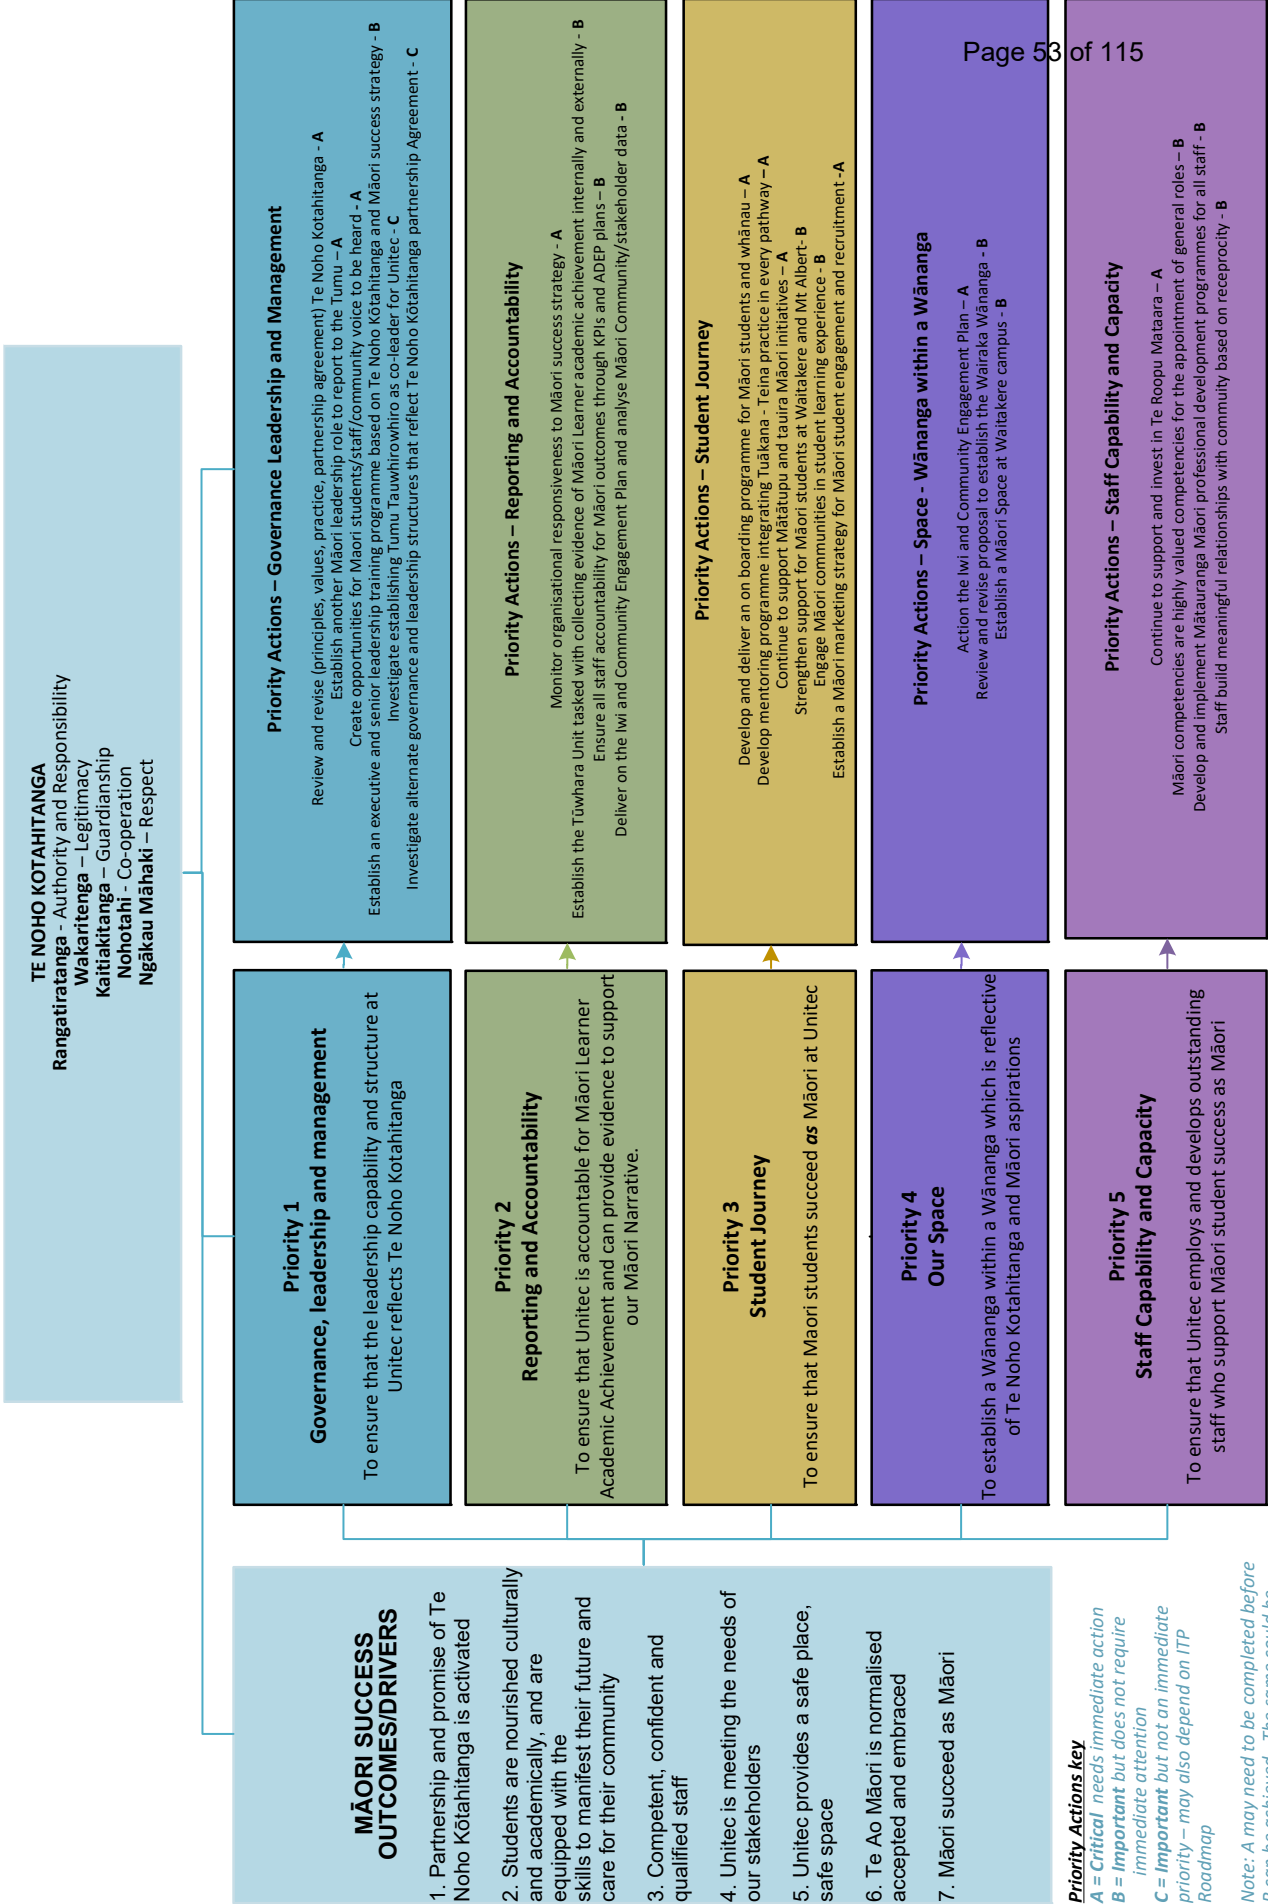 Page 53 of 115
TE NOHO KOTAHITANGA
Rangatiratanga - Authority and Responsibility
Wakaritenga – Legitimacy
Kaitiakitanga – Guardianship
Nohotahi - Co-operation
Ngākau Māhaki – Respect
MĀORI SUCCESS
OUTCOMES/DRIVERS
1. Partnership and promise of Te
Noho Kōtahitanga is activated
2. Students are nourished culturally
and academically, and are
equipped with the
skills to manifest their future and
care for their community
3. Competent, confident and
qualified staff
4. Unitec is meeting the needs of
our stakeholders
5. Unitec provides a safe place,
safe space
6. Te Ao Māori is normalised
accepted and embraced
7. Māori succeed as Māori
Priority 1
Governance, leadership and management
To ensure that the leadership capability and structure at
Unitec reflects Te Noho Kotahitanga
Priority Actions – Governance Leadership and Management
Review and revise (principles, values, practice, partnership agreement) Te Noho Kotahitanga - A
Establish another Māori leadership role to report to the Tumu – A
Create opportunities for Maori students/staff/community voice to be heard - A
Establish an executive and senior leadership training programme based on Te Noho Kōtahitanga and Māori success strategy - B
Investigate establishing Tumu Tauwhirowhiro as co-leader for Unitec - C
Investigate alternate governance and leadership structures that reflect Te Noho Kōtahitanga partnership Agreement - C
Priority 2
Reporting and Accountability
To ensure that Unitec is accountable for Māori Learner
Academic Achievement and can provide evidence to support
our Māori Narrative.
Priority Actions – Reporting and Accountability
Monitor organisational responsiveness to Māori success strategy - A
Establish the Tūwhara Unit tasked with collecting evidence of Māori Learner academic achievement internally and externally - B
Ensure all staff accountability for Māori outcomes through KPIs and ADEP plans – B
Deliver on the Iwi and Community Engagement Plan and analyse Māori Community/stakeholder data - B
Priority 3
Student Journey
To ensure that Maori students succeed as Māori at Unitec
Priority Actions – Student Journey
Develop and deliver an on boarding programme for Māori students and whānau – A
Develop mentoring programme integrating Tuākana - Teina practice in every pathway – A
Continue to support Mātātupu and tauira Māori initiatives – A
Strengthen support for Māori students at Waitakere and Mt Albert- B
Engage Māori communities in student learning experience - B
Establish a Māori marketing strategy for Māori student engagement and recruitment -A
Priority 4
Our Space
To establish a Wānanga within a Wānanga which is reflective
of Te Noho Kotahitanga and Māori aspirations
Priority Actions – Space - Wānanga within a Wānanga
Action the Iwi and Community Engagement Plan – A
Review and revise proposal to establish the Wairaka Wānanga - B
Establish a Māori Space at Waitakere campus - B
Priority 5
Staff Capability and Capacity
To ensure that Unitec employs and develops outstanding
staff who support Māori student success as Māori
Priority Actions – Staff Capability and Capacity
Continue to support and invest in Te Roopu Mataara – A
Māori competencies are highly valued competencies for the appointment of general roles – B
Develop and implement Mātauranga Māori professional development programmes for all staff - B
Staff build meaningful relationships with commuity based on receprocity - B
Priority Actions key
A = Critical needs immediate action
B = Important but does not require
immediate attention
C = Important but not an immediate
priority – may also depend on ITP
Roadmap
Note: A may need to be completed before